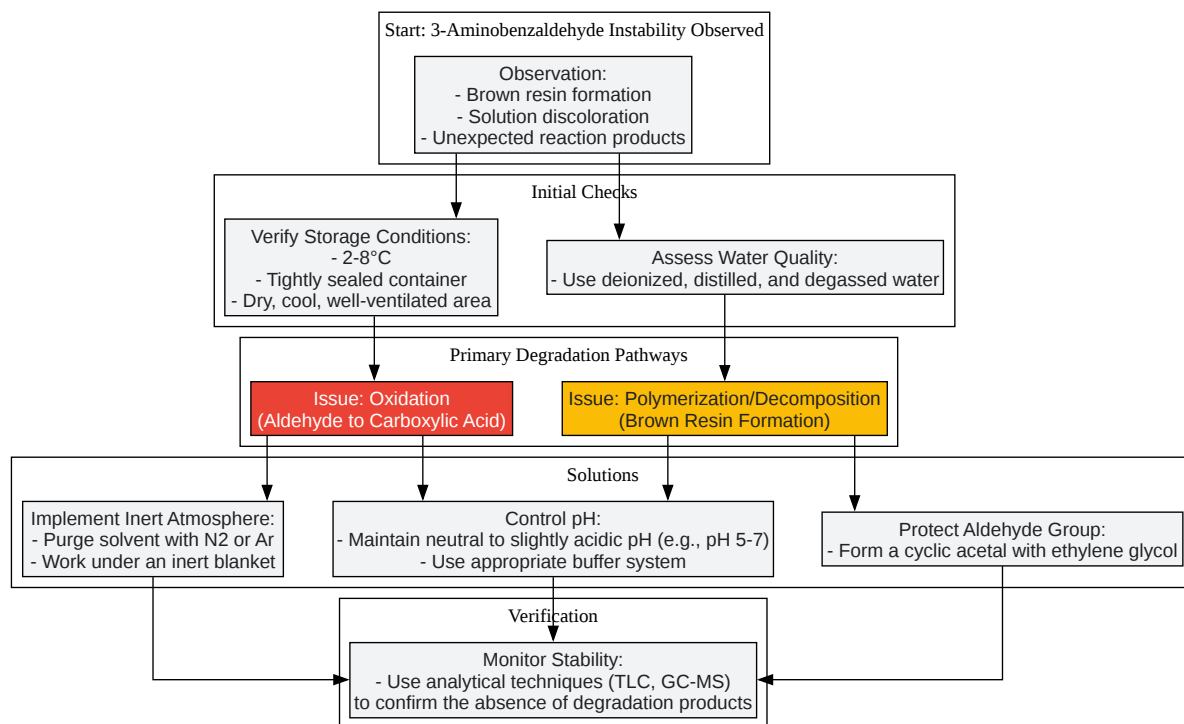 Start: 3-Aminobenzaldehyde Instability Observed
Observation:
- Brown resin formation
- Solution discoloration
- Unexpected reaction products
Initial Checks
Verify Storage Conditions:
- 2-8°C
- Tightly sealed container
- Dry, cool, well-ventilated area
Assess Water Quality:
- Use deionized, distilled, and degassed water
Primary Degradation Pathways
Issue: Oxidation
(Aldehyde to Carboxylic Acid)
Issue: Polymerization/Decomposition
(Brown Resin Formation)
Solutions
Implement Inert Atmosphere:
- Purge solvent with N2 or Ar
- Work under an inert blanket
Control pH:
- Maintain neutral to slightly acidic pH (e.g., pH 5-7)
- Use appropriate buffer system
Protect Aldehyde Group:
- Form a cyclic acetal with ethylene glycol
Verification
Monitor Stability:
- Use analytical techniques (TLC, GC-MS)
to confirm the absence of degradation products